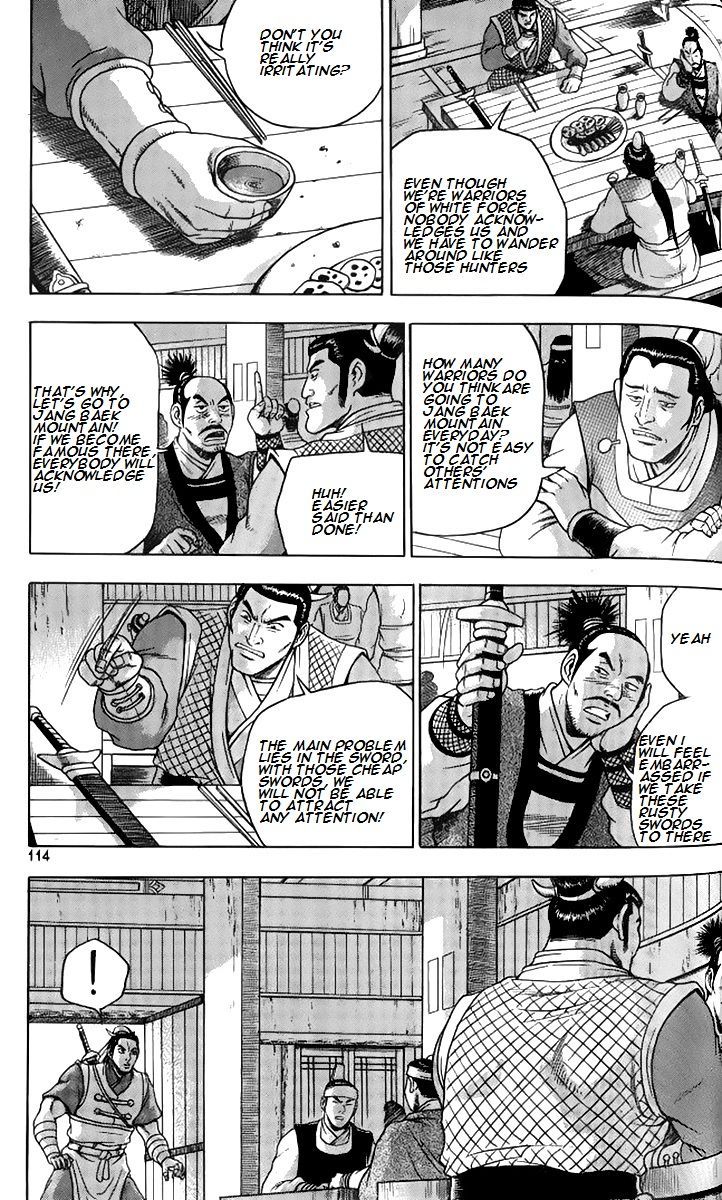 DON'T YOU
THINK IT'S
REALLY
IRRITATING?
EVEN THOUGH
WE'RE WARRIORS
OF WHITE FORCE,
NOBODY ACKNOW-
LEDGES US AND
WE HAVE TO WANDER
AROUND LIKE
THOSE HUNTERS
THAT'S WHY
LET'S GO TO
JANG BAEK
MOUNTAIN!
IF WE BECOME
FAMOUS THERE,
EVERYBODY WILL
ACKNOWLEDGE
US!
HUH!
EASIER
SAID THAN
DONE!
HOW MANY
WARRIORS DO
YOU THINK ARE
GOING TO
JANG BAEK
MOUNTAIN
EVERYDAY?
IT'S NOT EASY
TO CATCH
OTHERS'
ATTENTIONS
THE MAIN PROBLEM
LIES IN THE SWORD,
WITH THOSE CHEAP
SWORDS, WE
WILL NOT BE ABLE
TO ATTRACT
ANY ATTENTION!
YEAH
EVEN I
WILL FEEL
EMBARR-
ASSED IF
WE TAKE
THESE
RUSTY
SWORDS
TO THERE
114
!